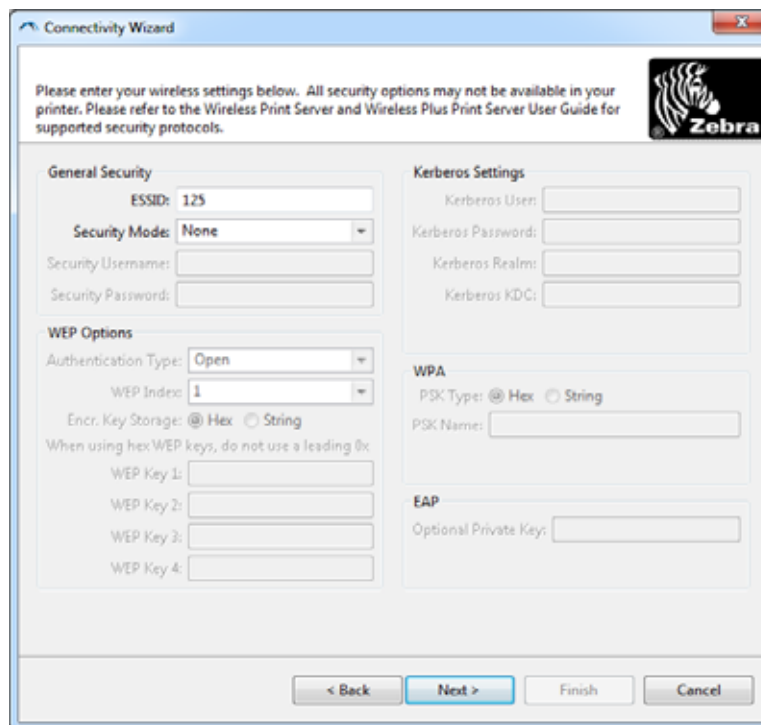 Connectivity Wizard
Please enter your wireless settings below. All security options may not be available in your
printer. Please refer to the Wireless Print Server and Wireless Plus Print Server User Guide for
supported security protocols.
Zebra
General Security
ESSID: 125
Security Mode: None
Security Username:
Security Password:
WEP Options
Authentication Type: Open
WEP Index: 1
Encr. Key Storage: Hex String
When using hex WEP keys, do not use a leading 0x
WEP Key 1:
WEP Key 2:
WEP Key 3:
WEP Key 4:
Kerberos Settings
Kerberos User:
Kerberos Password:
Kerberos Realm:
Kerberos KDC:
WPA
PSK Type: Hex String
PSK Name:
EAP
Optional Private Key:
< Back Next > Finish Cancel